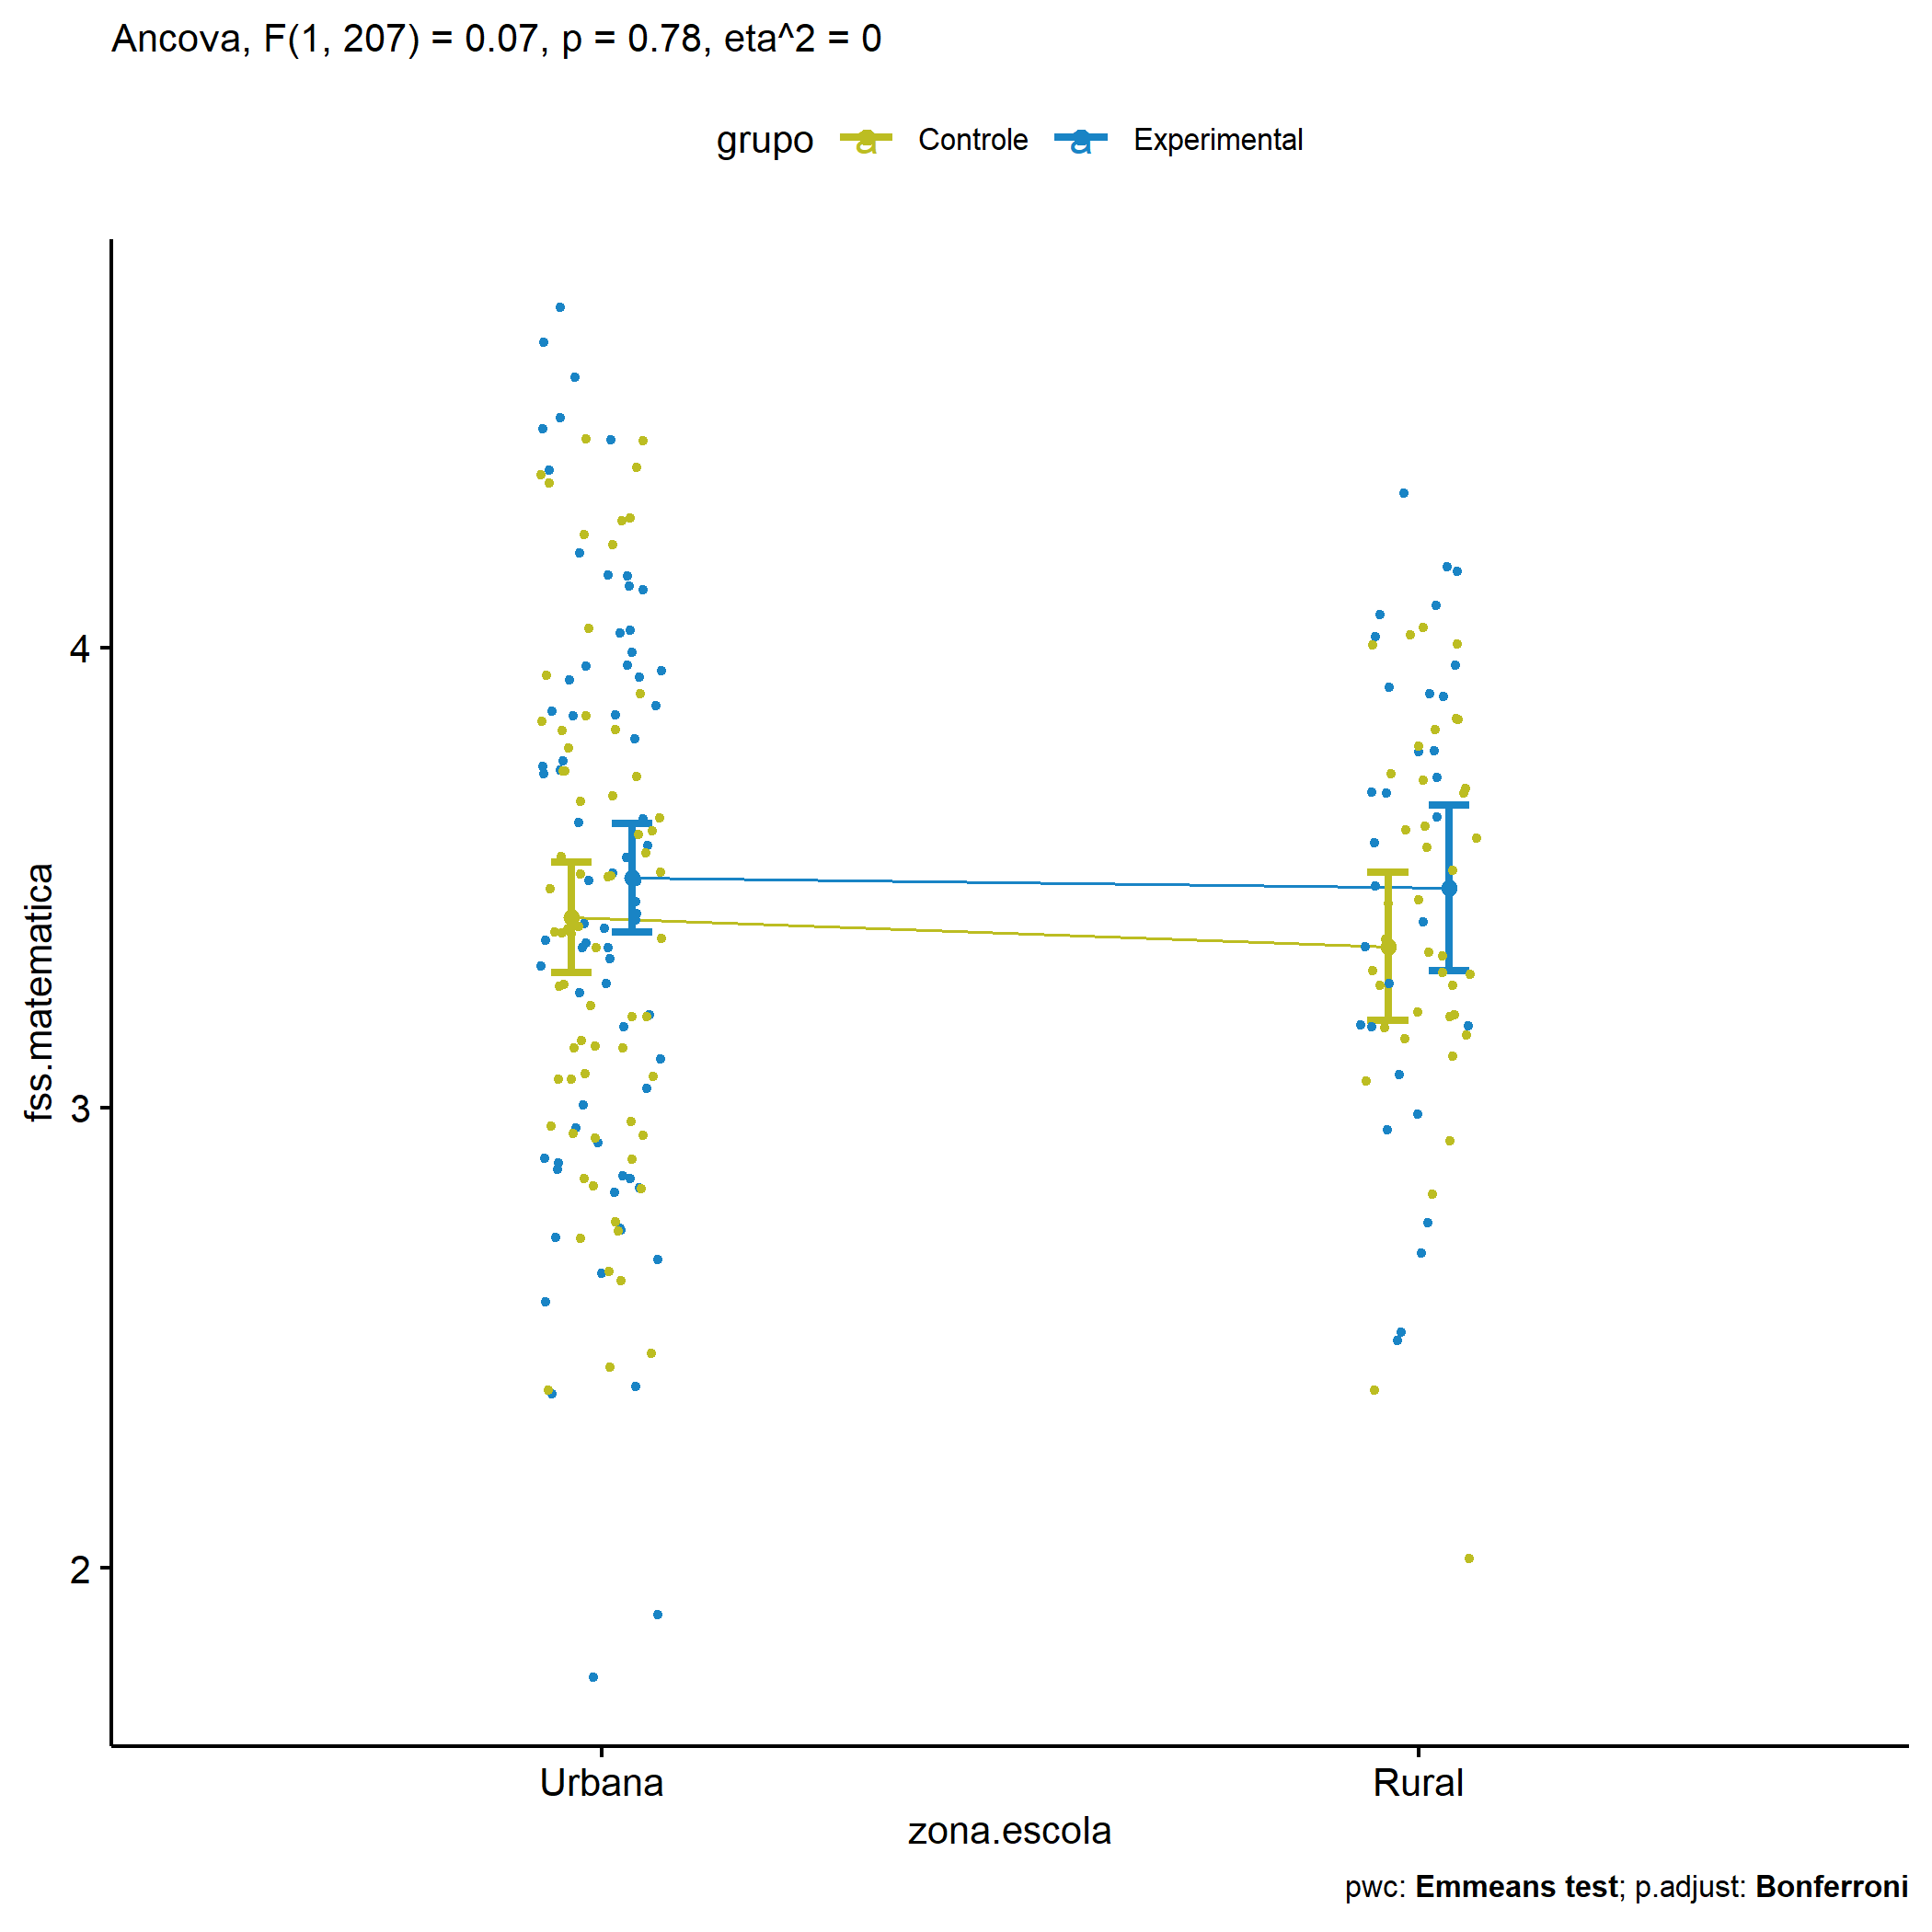 Ancova, F(1, 207) = 0.07, p = 0.78, eta^2 = 0
grupo a Controle a Experimental
fss.matematica
4
3
2
Urbana Rural
zona.escola
pwc: Emmeans test; p.adjust: Bonferroni